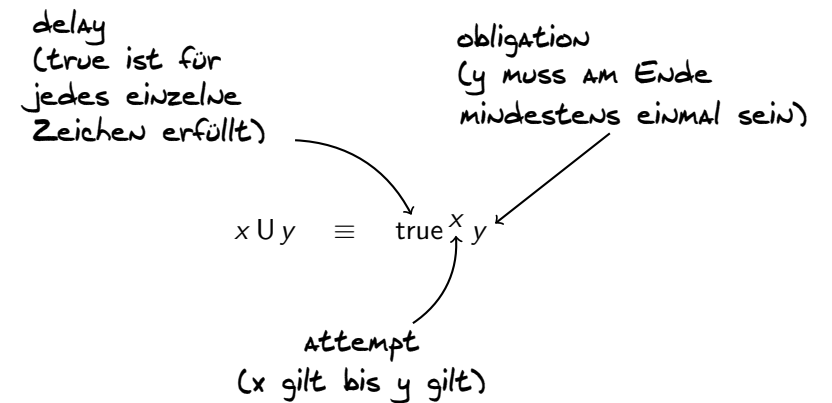 delay
(true ist für
jedes einzelne
Zeichen erfüllt)
obligation
(y muss am Ende
mindestens einmal sein)
x U y ≡ true x y
attempt
(x gilt bis y gilt)